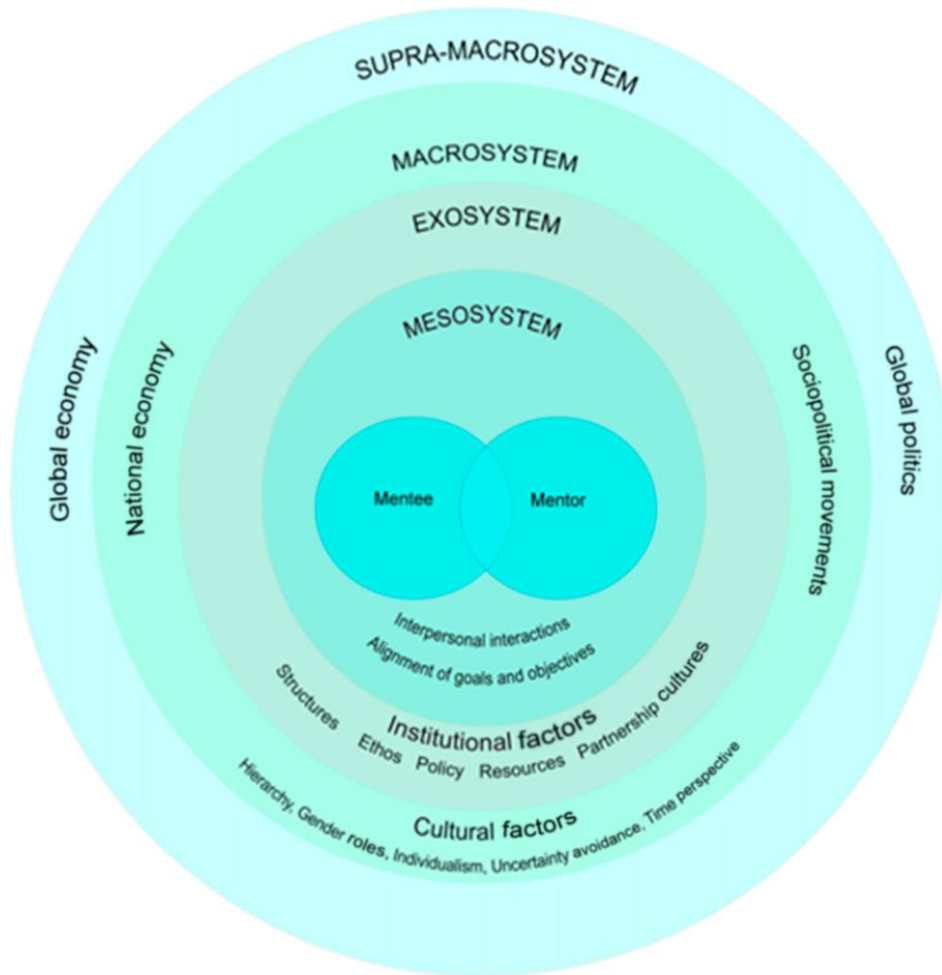 SUPRA-MACROSYSTEM
MACROSYSTEM
EXOSYSTEM
MESOSYSTEM
Global economy
National economy
Sociopolitical movements
Global politics
Mentee
Mentor
Interpersonal interactions
Alignment of goals and objectives
Institutional factors
Structures Ethos Policy Resources Partnership cultures
Cultural factors
Hierarchy, Gender roles, Individualism, Uncertainty avoidance, Time perspective